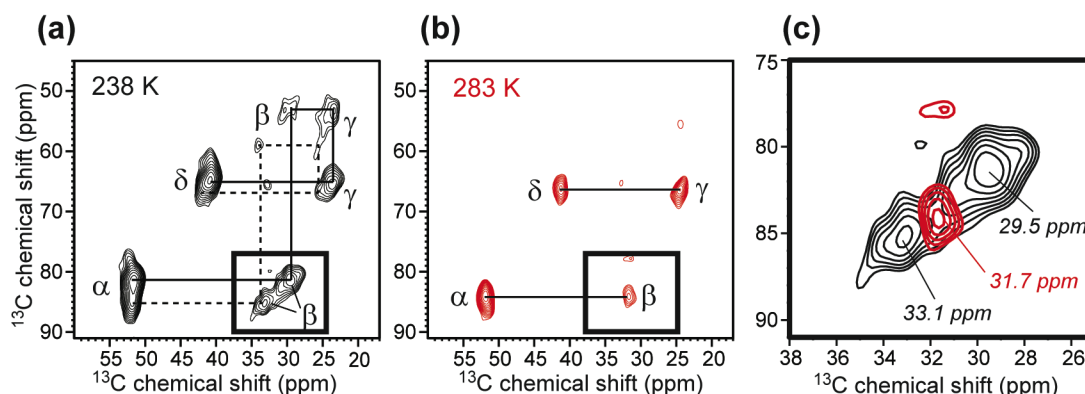 (a)
13C chemical shift (ppm)
50
60
70
80
90
238 K
β
γ
δ
γ
α
β
55 50 45 40 35 30 25 20
13C chemical shift (ppm)
(b)
283 K
50
60
70
80
90
δ
γ
α
β
55 50 45 40 35 30 25 20
13C chemical shift (ppm)
(c)
75
80
85
90
29.5 ppm
31.7 ppm
33.1 ppm
38 36 34 32 30 28 26
13C chemical shift (ppm)